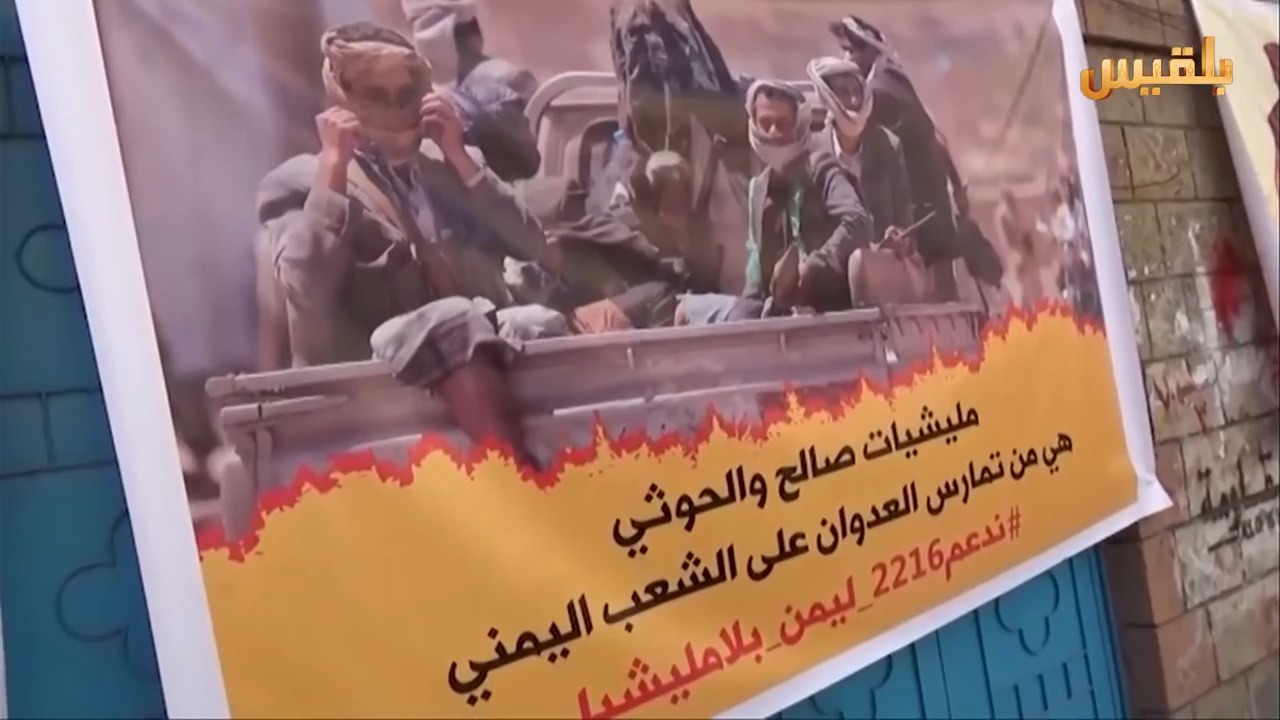 بلقيس
مليشيات صالح والحوثي
هي من تمارس العدوان على الشعب اليمني
#ندعم2216_ليمن_بلامليشيا